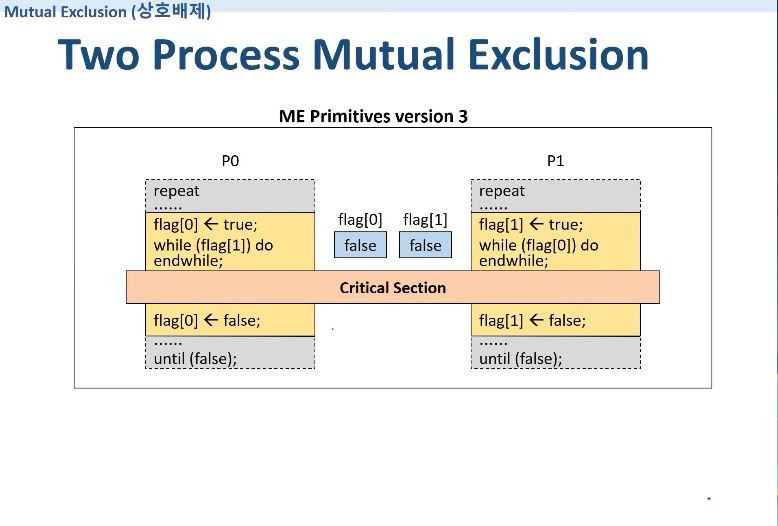 Mutual Exclusion (상호배제)
Two Process Mutual Exclusion
ME Primitives version 3
P0
repeat
......
flag[0] ← true;
while (flag[1]) do
endwhile;
flag[0] flag[1]
false false
P1
repeat
......
flag[1] ← true;
while (flag[0]) do
endwhile;
Critical Section
flag[0] ← false;
......
until (false);
flag[1] ← false;
......
until (false);